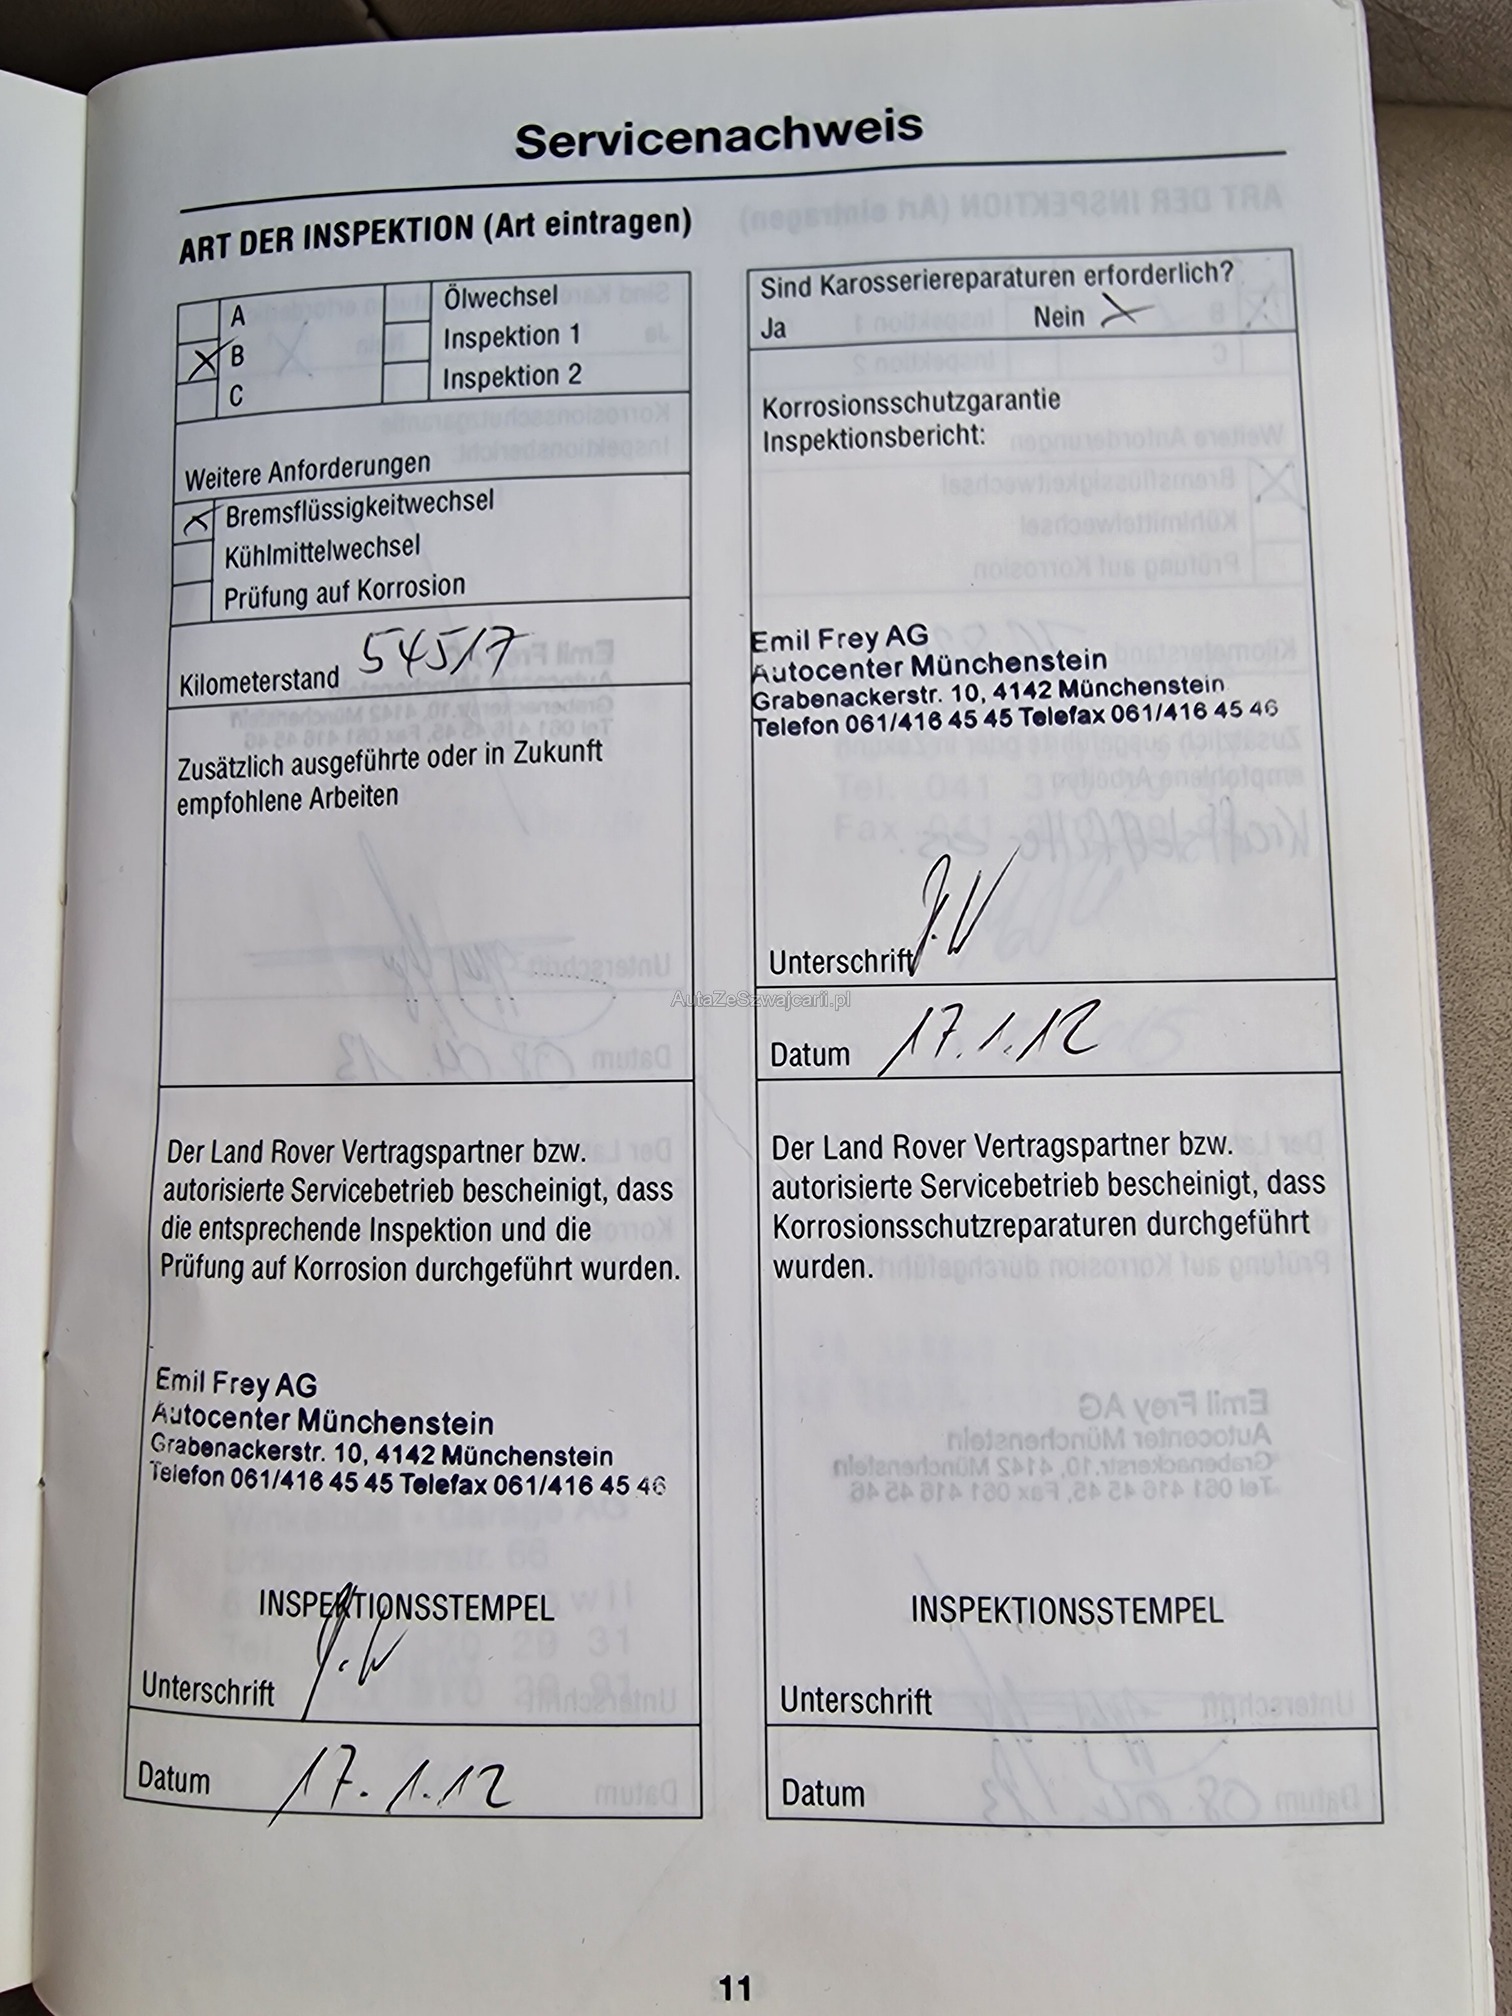 Servicenachweis
ART DER INSPEKTION (Art eintragen)
A
B
C
Ölwechsel
Inspektion 1
Inspektion 2
Weitere Anforderungen
Bremsflüssigkeitwechsel
Kühlmittelwechsel
Prüfung auf Korrosion
Kilometerstand 54517
Zusätzlich ausgeführte oder in Zukunft
empfohlene Arbeiten
Der Land Rover Vertragspartner bzw.
autorisierte Servicebetrieb bescheinigt, dass
die entsprechende Inspektion und die
Prüfung auf Korrosion durchgeführt wurden.
Emil Frey AG
Autocenter Münchenstein
Grabenackerstr. 10, 4142 Münchenstein
Telefon 061/416 45 45 Telefax 061/416 45 46
INSPEKTIONSSTEMPEL
Unterschrift
Datum 17.1.12
Sind Karosseriereparaturen erforderlich?
Ja Nein
Korrosionsschutzgarantie
Inspektionsbericht:
Emil Frey AG
Autocenter Münchenstein
Grabenackerstr. 10, 4142 Münchenstein
Telefon 061/416 45 45 Telefax 061/416 45 46
Unterschrift
AutaZeSzwajcarii.pl
Datum 17.1.12
Der Land Rover Vertragspartner bzw.
autorisierte Servicebetrieb bescheinigt, dass
Korrosionsschutzreparaturen durchgeführt
wurden.
INSPEKTIONSSTEMPEL
Unterschrift
Datum
11